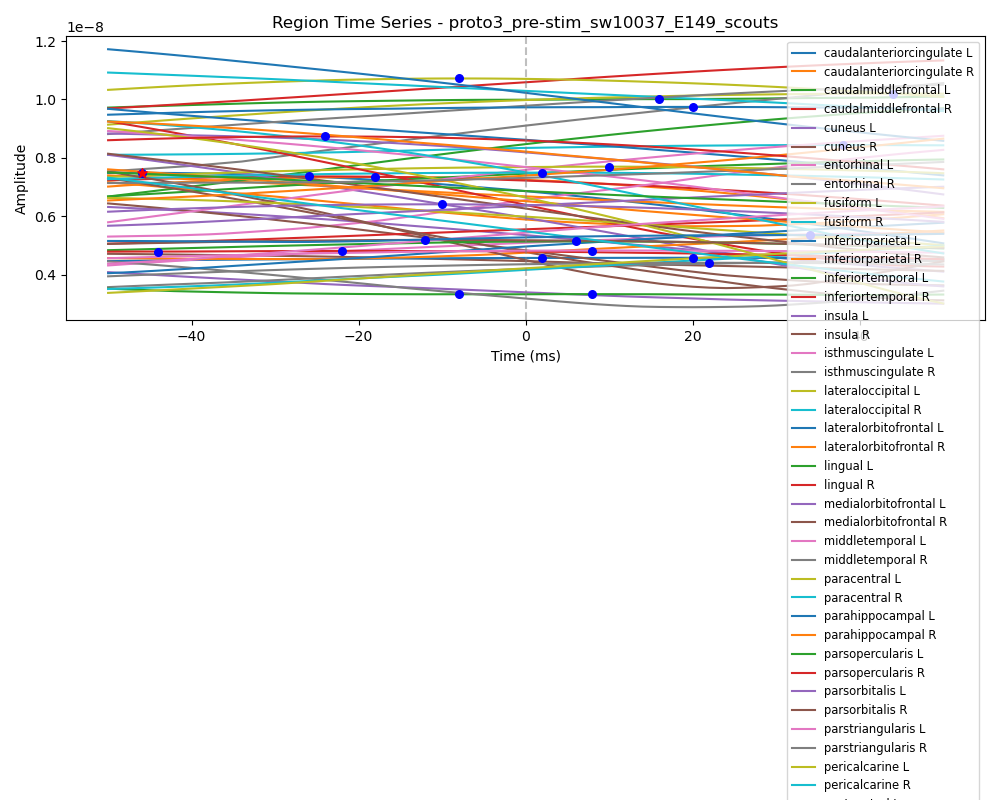 Region Time Series - proto3_pre-stim_sw10037_E149_scouts
1e−8
1.2
1.0
0.8
0.6
0.4
Amplitude
−40
−20
0
20
Time (ms)
caudalanteriorcingulate L
caudalanteriorcingulate R
caudalmiddlefrontal L
caudalmiddlefrontal R
cuneus L
cuneus R
entorhinal L
entorhinal R
fusiform L
fusiform R
inferiorparietal L
inferiorparietal R
inferiortemporal L
inferiortemporal R
insula L
insula R
isthmuscingulate L
isthmuscingulate R
lateraloccipital L
lateraloccipital R
lateralorbitofrontal L
lateralorbitofrontal R
lingual L
lingual R
medialorbitofrontal L
medialorbitofrontal R
middletemporal L
middletemporal R
paracentral L
paracentral R
parahippocampal L
parahippocampal R
parsopercularis L
parsopercularis R
parsorbitalis L
parsorbitalis R
parstriangularis L
parstriangularis R
pericalcarine L
pericalcarine R